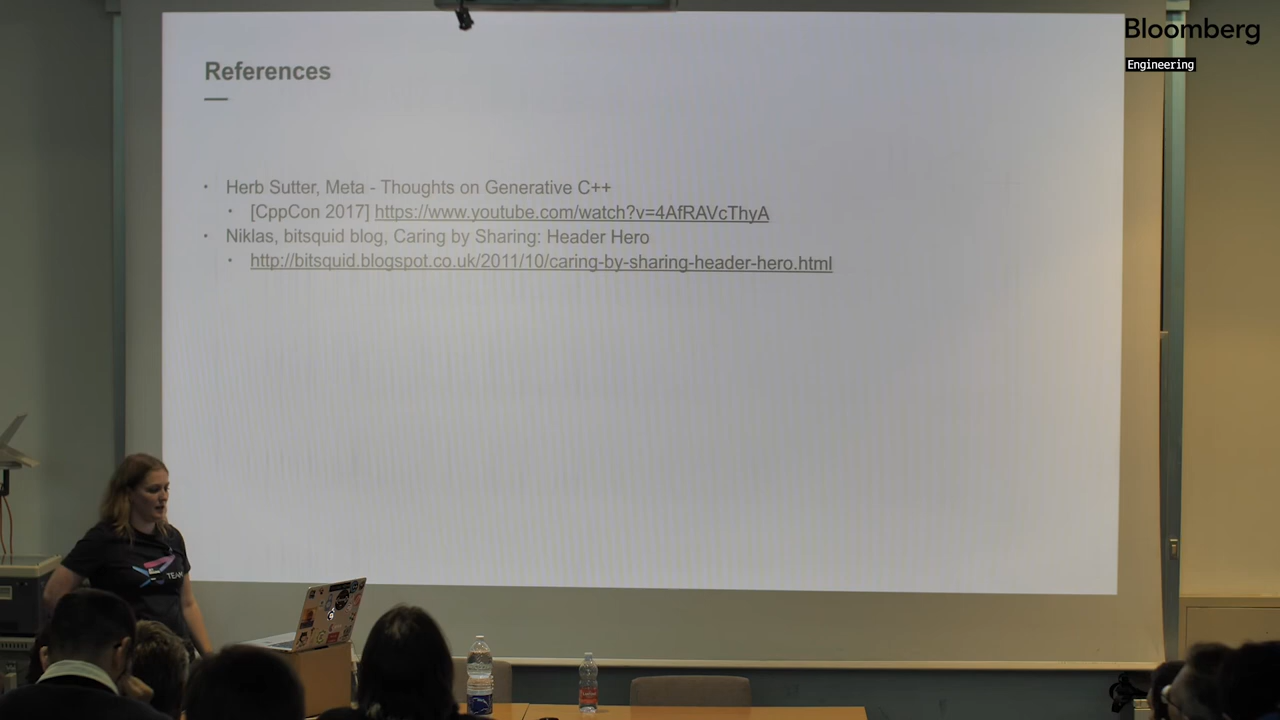 Bloomberg
Engineering
References
• Herb Sutter, Meta - Thoughts on Generative C++
• [CppCon 2017] https://www.youtube.com/watch?v=4AfRAVcThyA
• Niklas, bitsquid blog, Caring by Sharing: Header Hero
• http://bitsquid.blogspot.co.uk/2011/10/caring-by-sharing-header-hero.html
TEAM